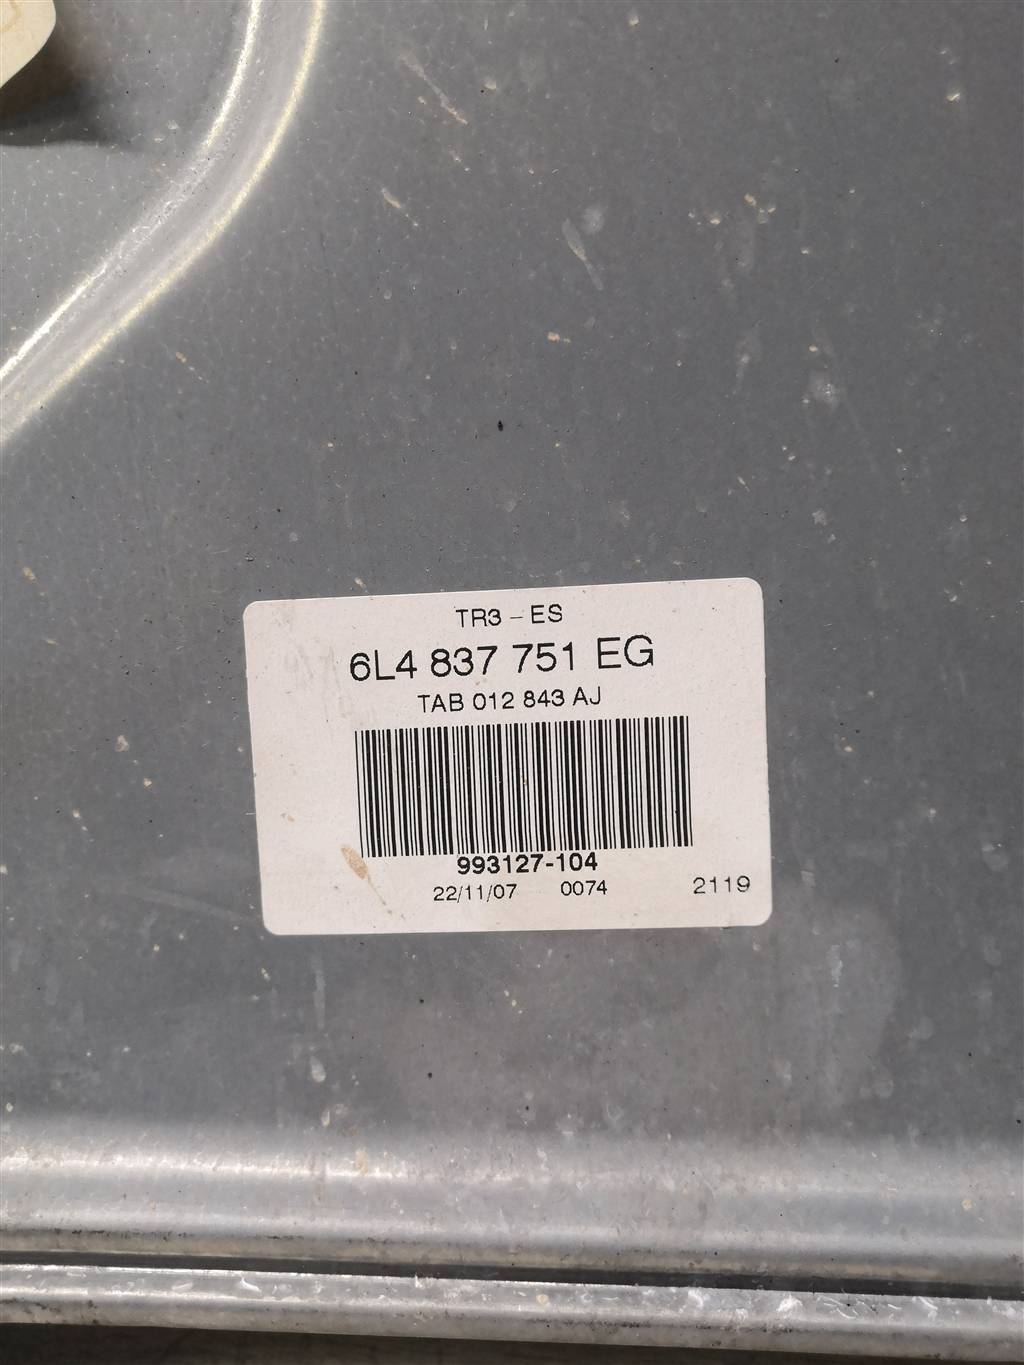 TR3 - ES
6L4 837 751 EG
TAB 012 843 AJ
993127-104
22/11/07 0074 2119